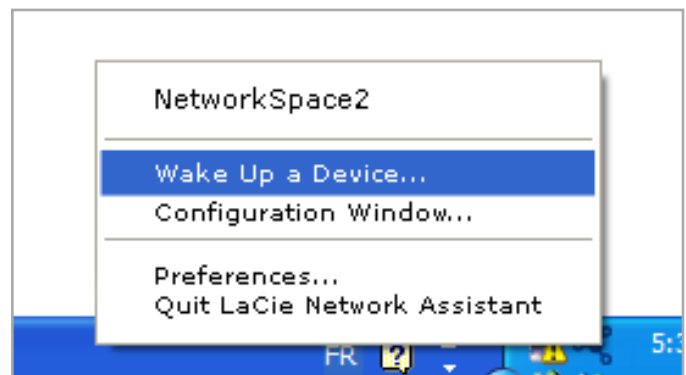 NetworkSpace2
Wake Up a Device...
Configuration Window...
Preferences...
Quit LaCie Network Assistant
FR